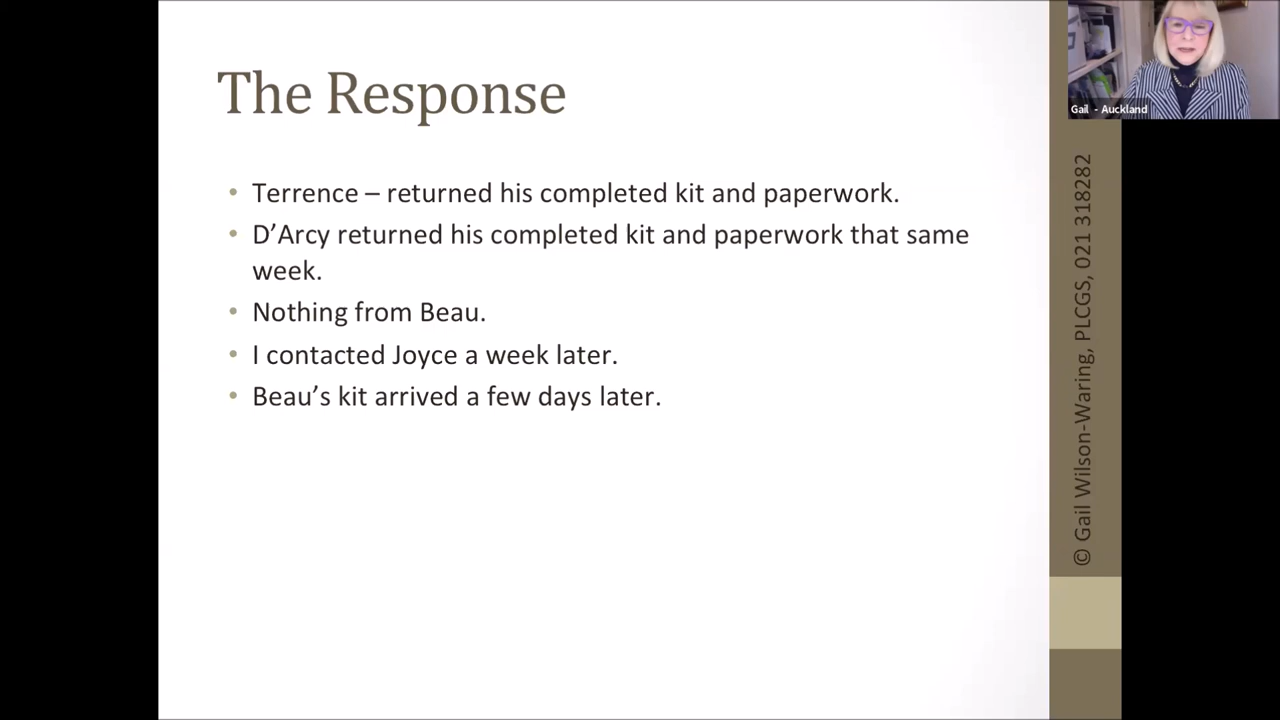 The Response
• Terrence – returned his completed kit and paperwork.
• D’Arcy returned his completed kit and paperwork that same
week.
• Nothing from Beau.
• I contacted Joyce a week later.
• Beau’s kit arrived a few days later.
Gail - Auckland
© Gail Wilson-Waring, PLCGS, 021 318282